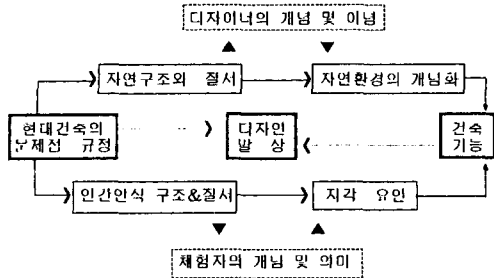 디자이너의 개념 및 이념
자연구조의 질서
자연환경의 개념화
현대건축의
문제점 규정
디자인
발 상
건축
기능
인간인식 구조&질서
지각 요인
체험자의 개념 및 의미